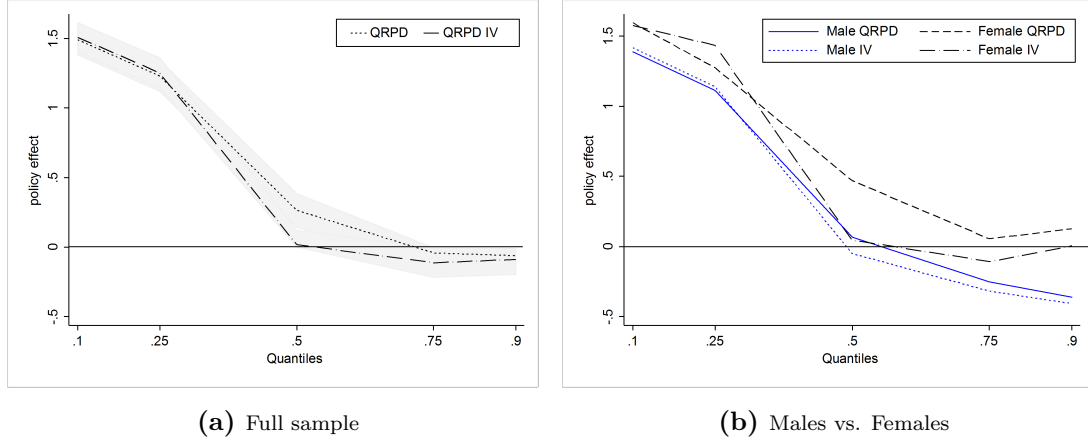 QRPD QRPD IV
policy effect
1.5
1
.5
0
-.5
.1 .25 .5 .75 .9
Quantiles
(a) Full sample
Male QRPD Female QRPD
Male IV Female IV
policy effect
1.5
1
.5
0
-.5
.1 .25 .5 .75 .9
Quantiles
(b) Males vs. Females